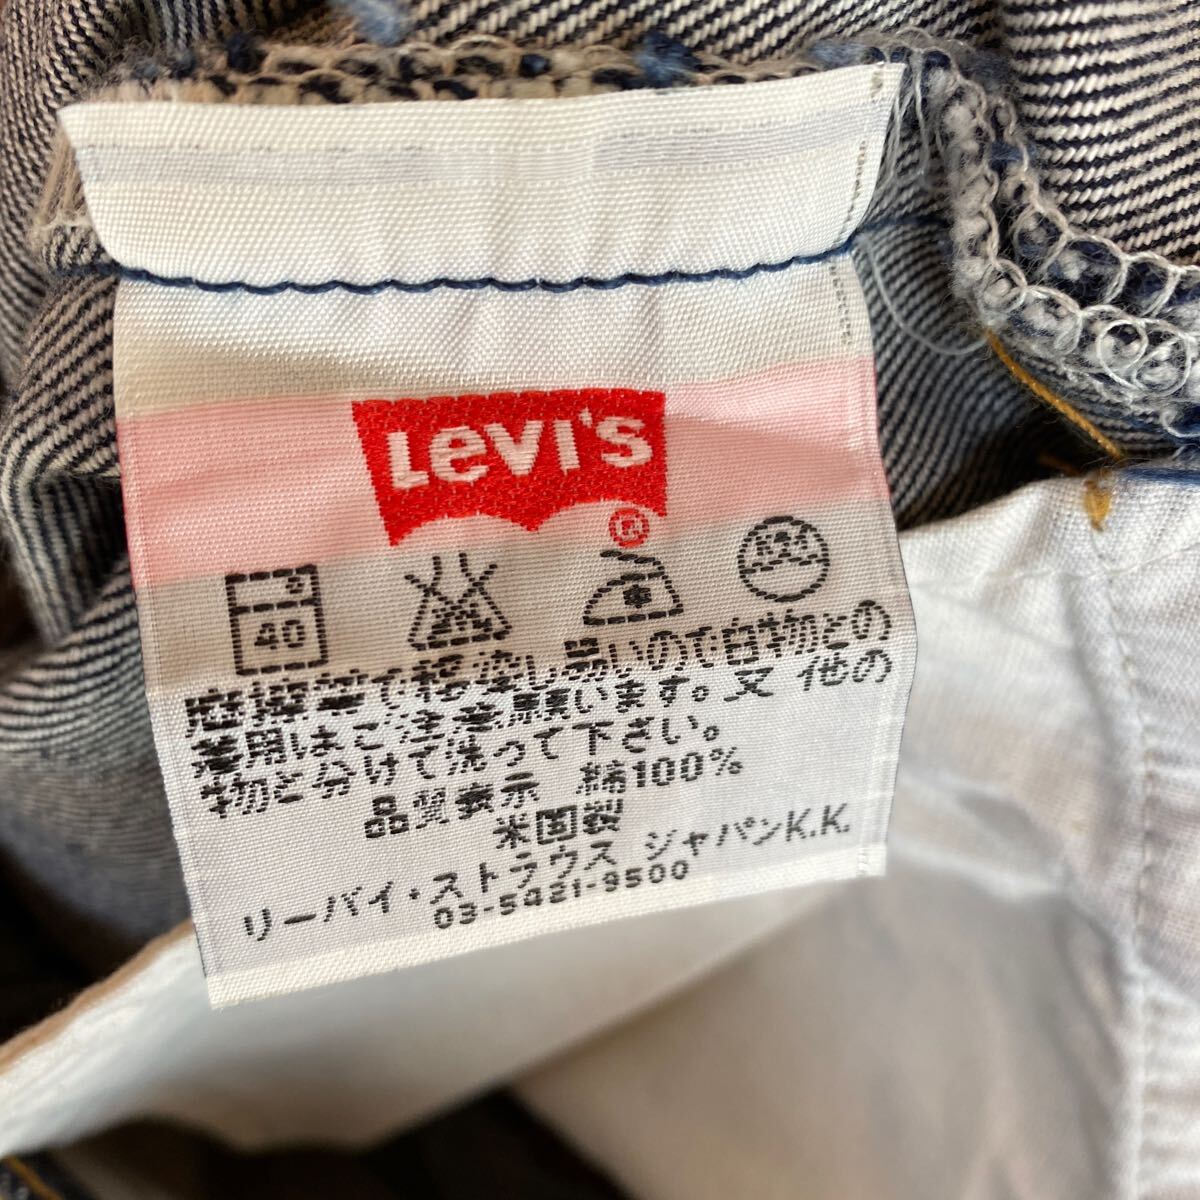 Levi's
R
40
摩擦等で移染し易いので白物との
着用はご注意願います。又 他の
物と分けて洗って下さい。
品質表示 綿100%
米国製
リーバイ・ストラウス ジャパンK.K.
03-5421-9500